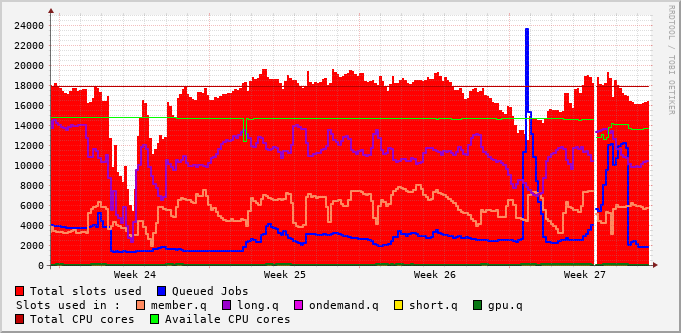 RRDTOOL / TOBI OETIKER
24000
22000
20000
18000
16000
14000
12000
10000
8000
6000
4000
2000
0
Week 24 Week 25 Week 26 Week 27
Total slots used Queued Jobs
Slots used in : member.q long.q ondemand.q short.q gpu.q
Total CPU cores Availale CPU cores